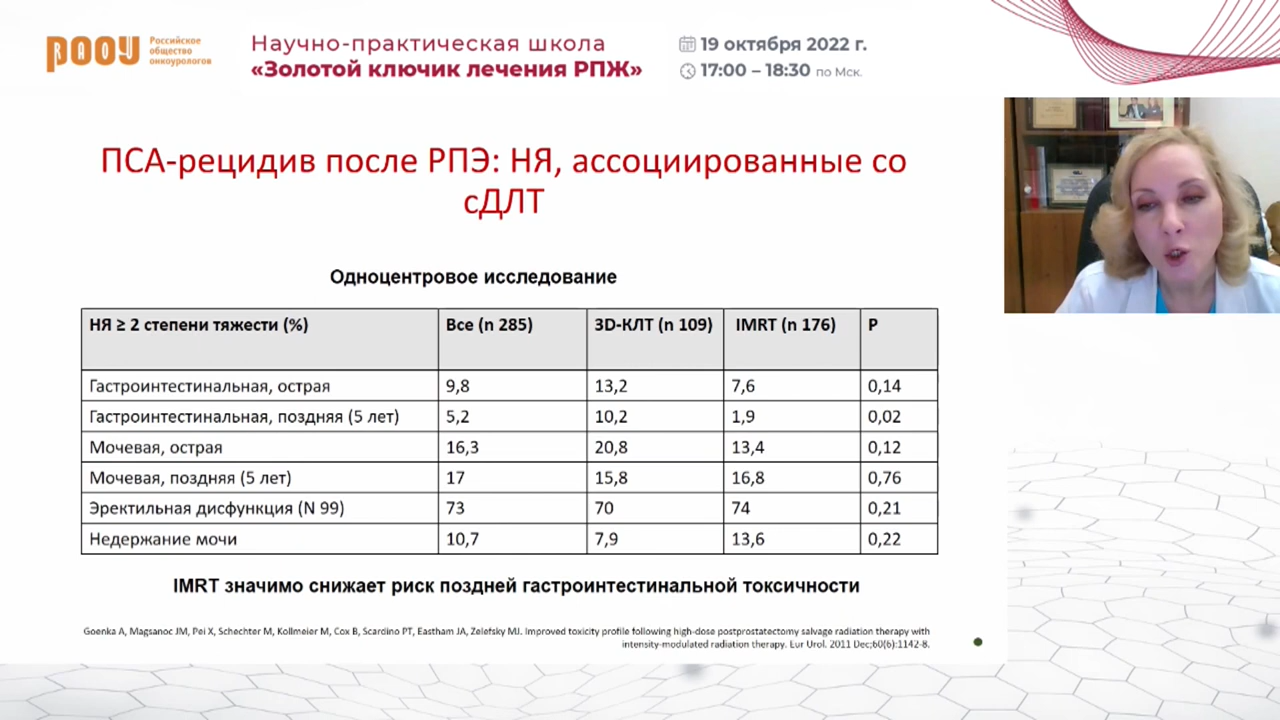 РАОУ
Российское
общество
онкоурологов
Научно-практическая школа
«Золотой ключик лечения РПЖ»
19 октября 2022 г.
17:00 – 18:30 по Мск.
ПСА-рецидив после РПЭ: НЯ, ассоциированные со
сДЛТ
Одноцентровое исследование
НЯ ≥ 2 степени тяжести (%) Все (n 285) 3D-КЛТ (n 109) IMRT (n 176) P
Гастроинтестинальная, острая 9,8 13,2 7,6 0,14
Гастроинтестинальная, поздняя (5 лет) 5,2 10,2 1,9 0,02
Мочевая, острая 16,3 20,8 13,4 0,12
Мочевая, поздняя (5 лет) 17 15,8 16,8 0,76
Эректильная дисфункция (N 99) 73 70 74 0,21
Недержание мочи 10,7 7,9 13,6 0,22
IMRT значимо снижает риск поздней гастроинтестинальной токсичности
Goenka A, Magsanoc JM, Pei X, Schechter M, Kollmeier M, Cox B, Scardino PT, Eastham JA, Zelefsky MJ. Improved toxicity profile following high-dose postprostatectomy salvage radiation therapy with
intensity-modulated radiation therapy. Eur Urol. 2011 Dec;60(6):1142-8.